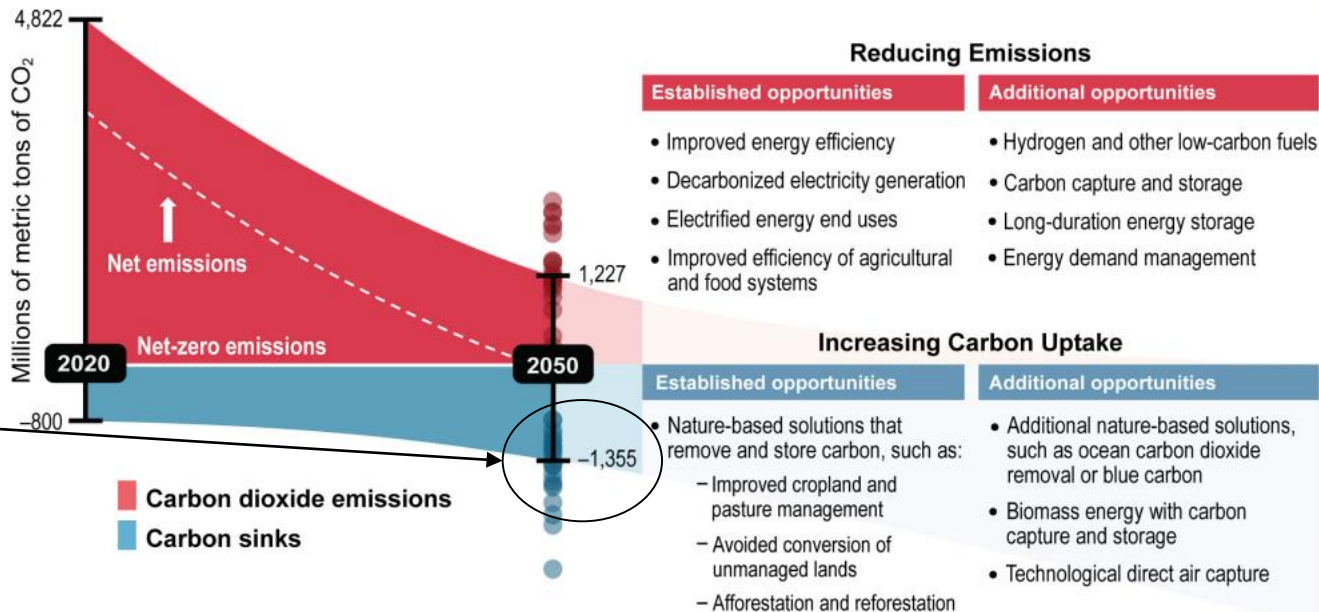 4,822
Millions of metric tons of CO₂
Net emissions
Net-zero emissions
2020
2050
1,227
–800
–1,355
Carbon dioxide emissions
Carbon sinks
Reducing Emissions
Established opportunities
• Improved energy efficiency
• Decarbonized electricity generation
• Electrified energy end uses
• Improved efficiency of agricultural
and food systems
Additional opportunities
• Hydrogen and other low-carbon fuels
• Carbon capture and storage
• Long-duration energy storage
• Energy demand management
Increasing Carbon Uptake
Established opportunities
• Nature-based solutions that
remove and store carbon, such as:
– Improved cropland and
pasture management
– Avoided conversion of
unmanaged lands
– Afforestation and reforestation
Additional opportunities
• Additional nature-based solutions,
such as ocean carbon dioxide
removal or blue carbon
• Biomass energy with carbon
capture and storage
• Technological direct air capture